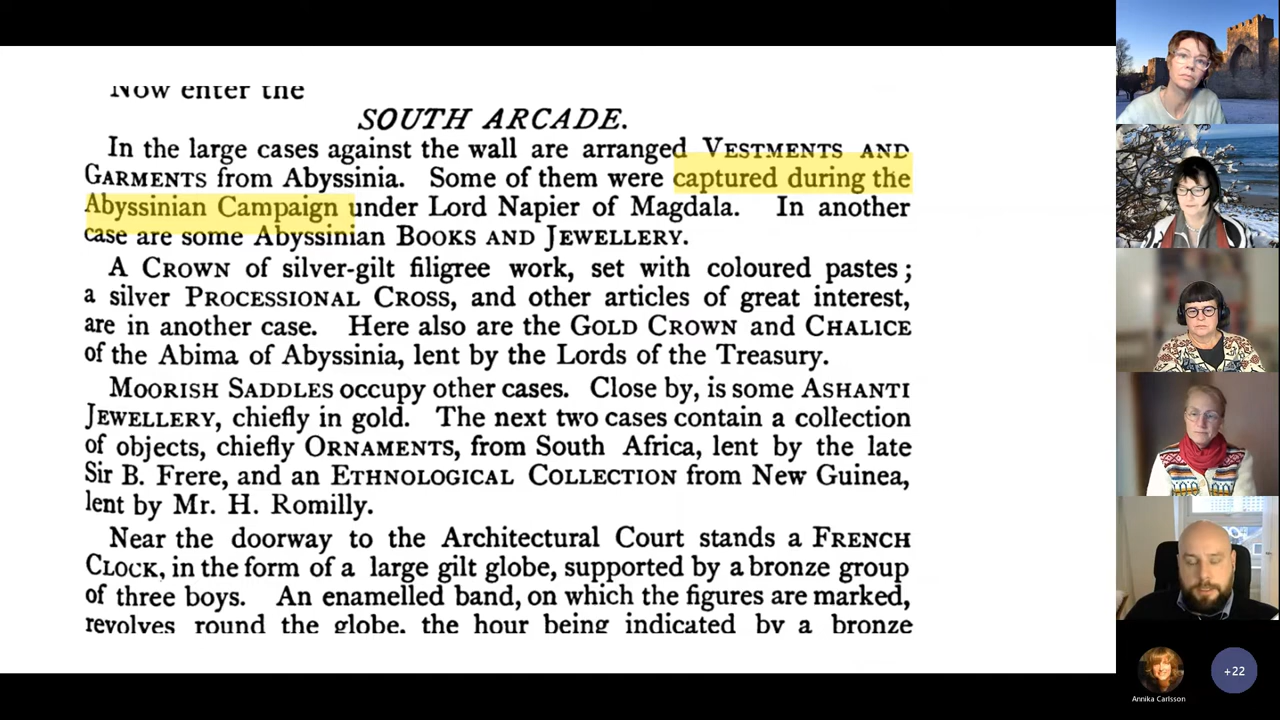 Now enter the
SOUTH ARCADE.
In the large cases against the wall are arranged VESTMENTS AND
GARMENTS from Abyssinia. Some of them were captured during the
Abyssinian Campaign under Lord Napier of Magdala. In another
case are some Abyssinian BOOKS AND JEWELLERY.
A CROWN of silver-gilt filigree work, set with coloured pastes;
a silver PROCESSIONAL CROSS, and other articles of great interest,
are in another case. Here also are the GOLD CROWN and CHALICE
of the Abima of Abyssinia, lent by the Lords of the Treasury.
MOORISH SADDLES occupy other cases. Close by, is some ASHANTI
JEWELLERY, chiefly in gold. The next two cases contain a collection
of objects, chiefly ORNAMENTS, from South Africa, lent by the late
Sir B. Frere, and an ETHNOLOGICAL COLLECTION from New Guinea,
lent by Mr. H. Romilly.
Near the doorway to the Architectural Court stands a FRENCH
CLOCK, in the form of a large gilt globe, supported by a bronze group
of three boys. An enamelled band, on which the figures are marked,
revolves round the globe, the hour being indicated by a bronze
+22
Annika Carlsson